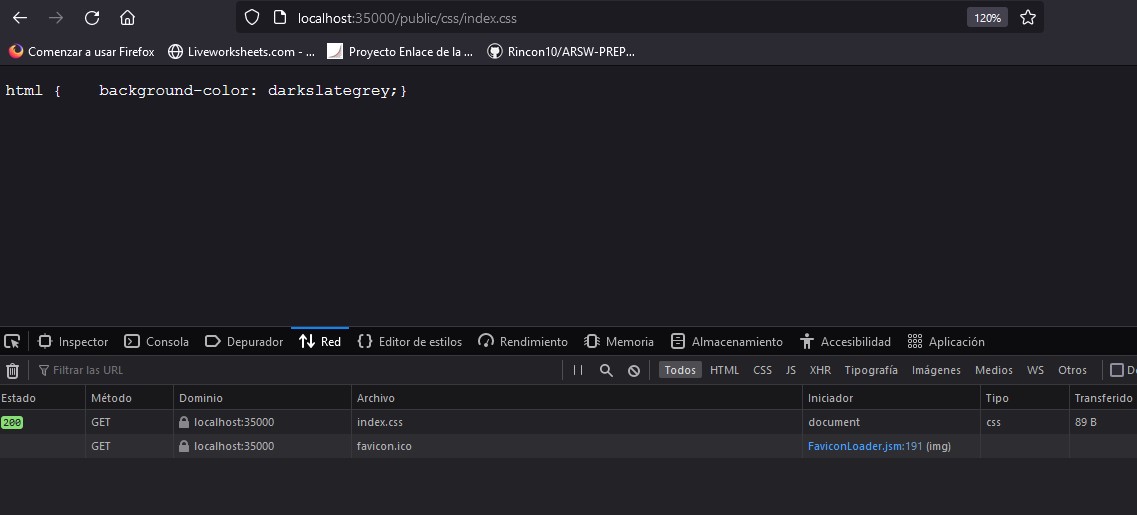 localhost:35000/public/css/index.css 120%
Comenzar a usar Firefox Liveworksheets.com - ... Proyecto Enlace de la ... Rincon10/ARSW-PREP...
html {    background-color: darkslategrey;}
Inspector Consola Depurador Red Editor de estilos Rendimiento Memoria Almacenamiento Accesibilidad Aplicación
Filtrar las URL Todos HTML CSS JS XHR Tipografía Imágenes Medios WS Otros
Estado Método Dominio Archivo Iniciador Tipo Transferido
200 GET localhost:35000 index.css document css 89 B
GET localhost:35000 favicon.ico FaviconLoader.jsm:191 (img)